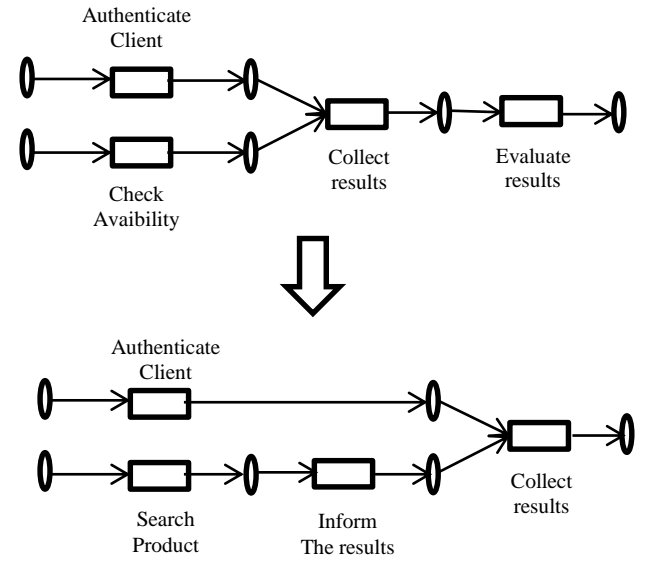 Authenticate
Client
Collect
results
Evaluate
results
Check
Avaibility
Authenticate
Client
Collect
results
Search
Product
Inform
The results